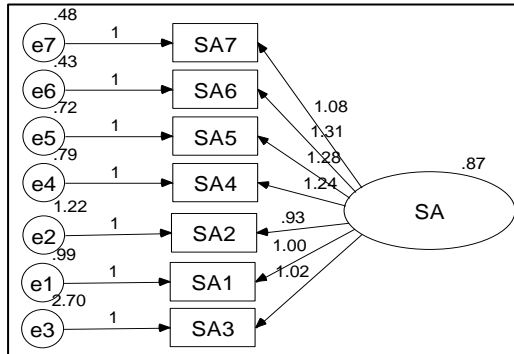 .48
e7 1 SA7
1.08
.43
e6 1 SA6
1.31
.72
e5 1 SA5
1.28
.79
e4 1 SA4
1.24
.87
SA
1.22
e2 1 SA2
.93
.99
e1 1 SA1
1.00
2.70
e3 1 SA3
1.02